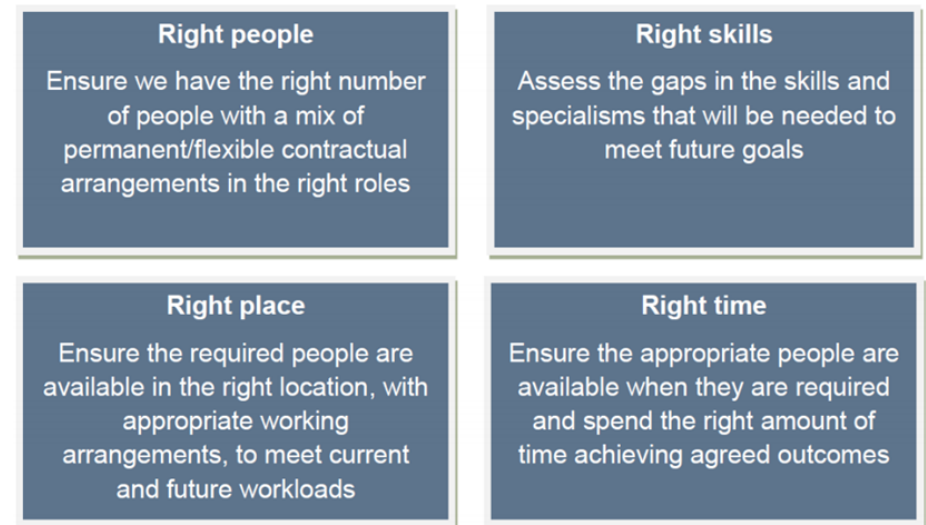 Right people
Ensure we have the right number
of people with a mix of
permanent/flexible contractual
arrangements in the right roles
Right skills
Assess the gaps in the skills and
specialisms that will be needed to
meet future goals
Right place
Ensure the required people are
available in the right location, with
appropriate working
arrangements, to meet current
and future workloads
Right time
Ensure the appropriate people are
available when they are required
and spend the right amount of
time achieving agreed outcomes